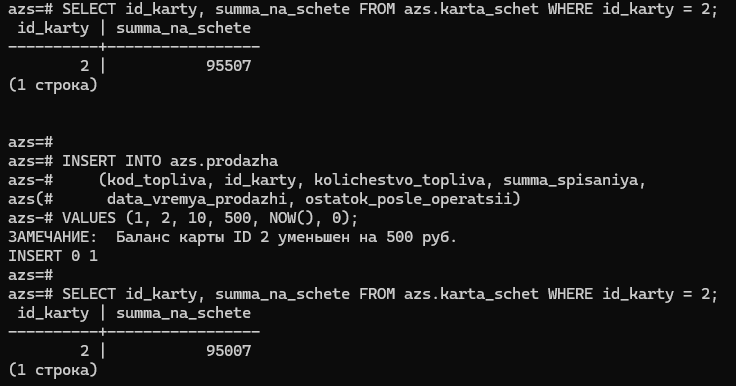 azs=# SELECT id_karty, summa_na_schete FROM azs.karta_schet WHERE id_karty = 2;
 id_karty | summa_na_schete
----------+-----------------
        2 |           95507
(1 строка)
azs=#
azs=# INSERT INTO azs.prodazha
azs-#     (kod_topliva, id_karty, kolichestvo_topliva, summa_spisaniya,
azs(#      data_vremya_prodazhi, ostatok_posle_operatsii)
azs-# VALUES (1, 2, 10, 500, NOW(), 0);
ЗАМЕЧАНИЕ:  Баланс карты ID 2 уменьшен на 500 руб.
INSERT 0 1
azs=#
azs=# SELECT id_karty, summa_na_schete FROM azs.karta_schet WHERE id_karty = 2;
 id_karty | summa_na_schete
----------+-----------------
        2 |           95007
(1 строка)